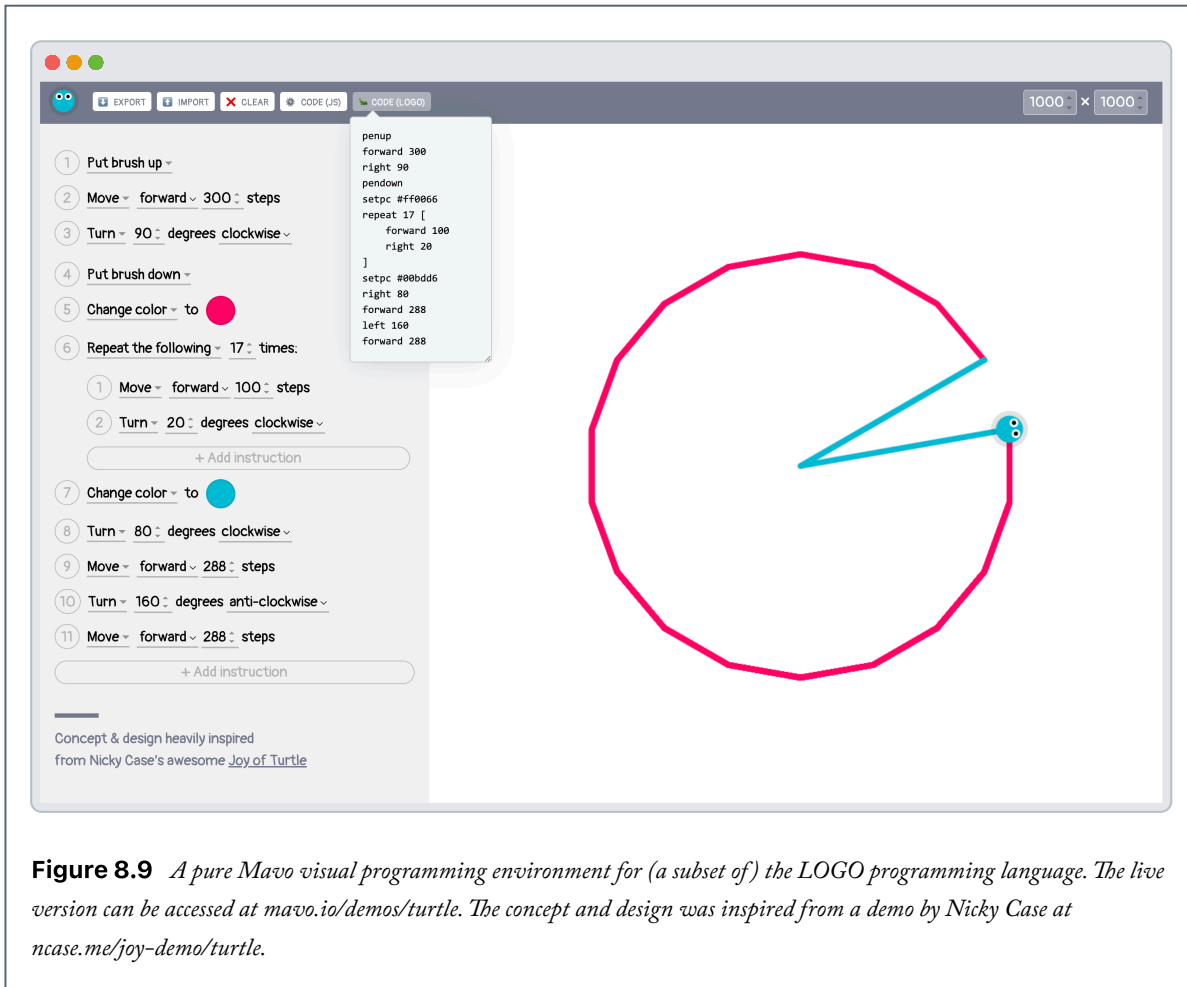 EXPORT IMPORT CLEAR CODE (JS) CODE (LOGO) 1000 × 1000
penup
forward 300
right 90
pendown
setpc #ff0066
repeat 17 [
forward 100
right 20
]
setpc #00bdd6
right 80
forward 288
left 160
forward 288
1 Put brush up
2 Move forward 300 steps
3 Turn 90 degrees clockwise
4 Put brush down
5 Change color to
6 Repeat the following 17 times:
1 Move forward 100 steps
2 Turn 20 degrees clockwise
+ Add instruction
7 Change color to
8 Turn 80 degrees clockwise
9 Move forward 288 steps
10 Turn 160 degrees anti-clockwise
11 Move forward 288 steps
+ Add instruction
Concept & design heavily inspired
from Nicky Case's awesome Joy of Turtle
Figure 8.9 A pure Mavo visual programming environment for (a subset of) the LOGO programming language. The live
version can be accessed at mavo.io/demos/turtle. The concept and design was inspired from a demo by Nicky Case at
ncase.me/joy-demo/turtle.